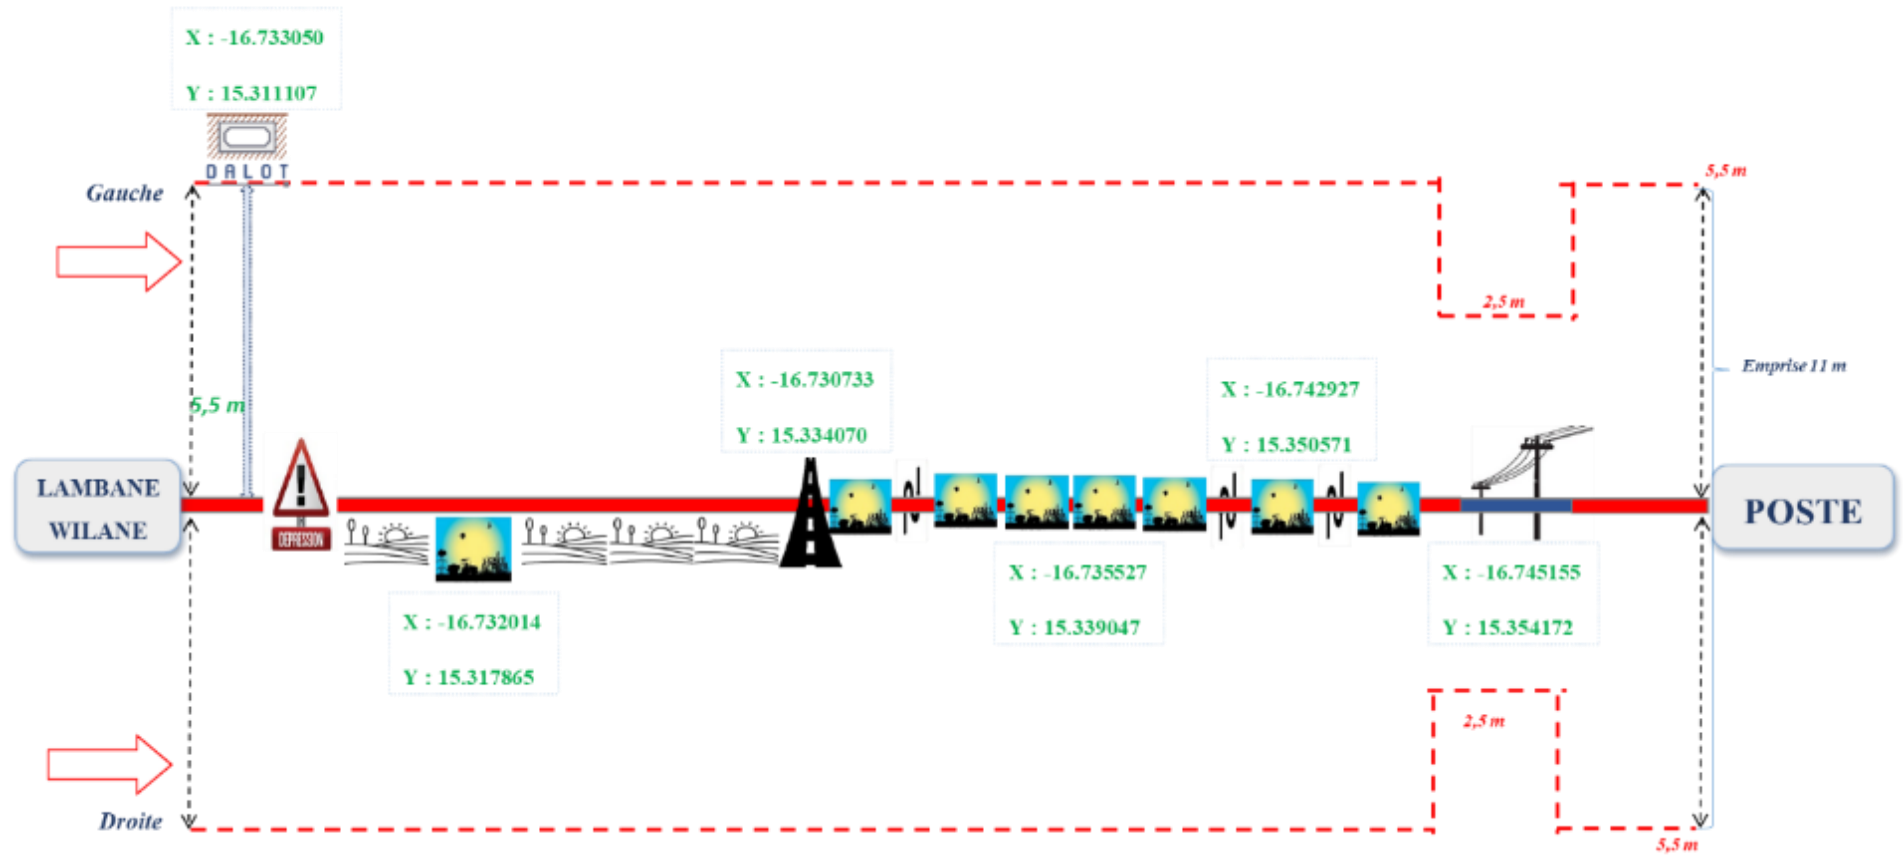 X : -16.733050
Y : 15.311107
DALOT
Gauche
5,5 m
2,5 m
Emprise 11 m
X : -16.730733
Y : 15.334070
X : -16.742927
Y : 15.350571
5,5 m
LAMBANE
WILANE
DEPRESSION
POSTE
X : -16.735527
Y : 15.339047
X : -16.745155
Y : 15.354172
X : -16.732014
Y : 15.317865
2,5 m
Droite
5,5 m